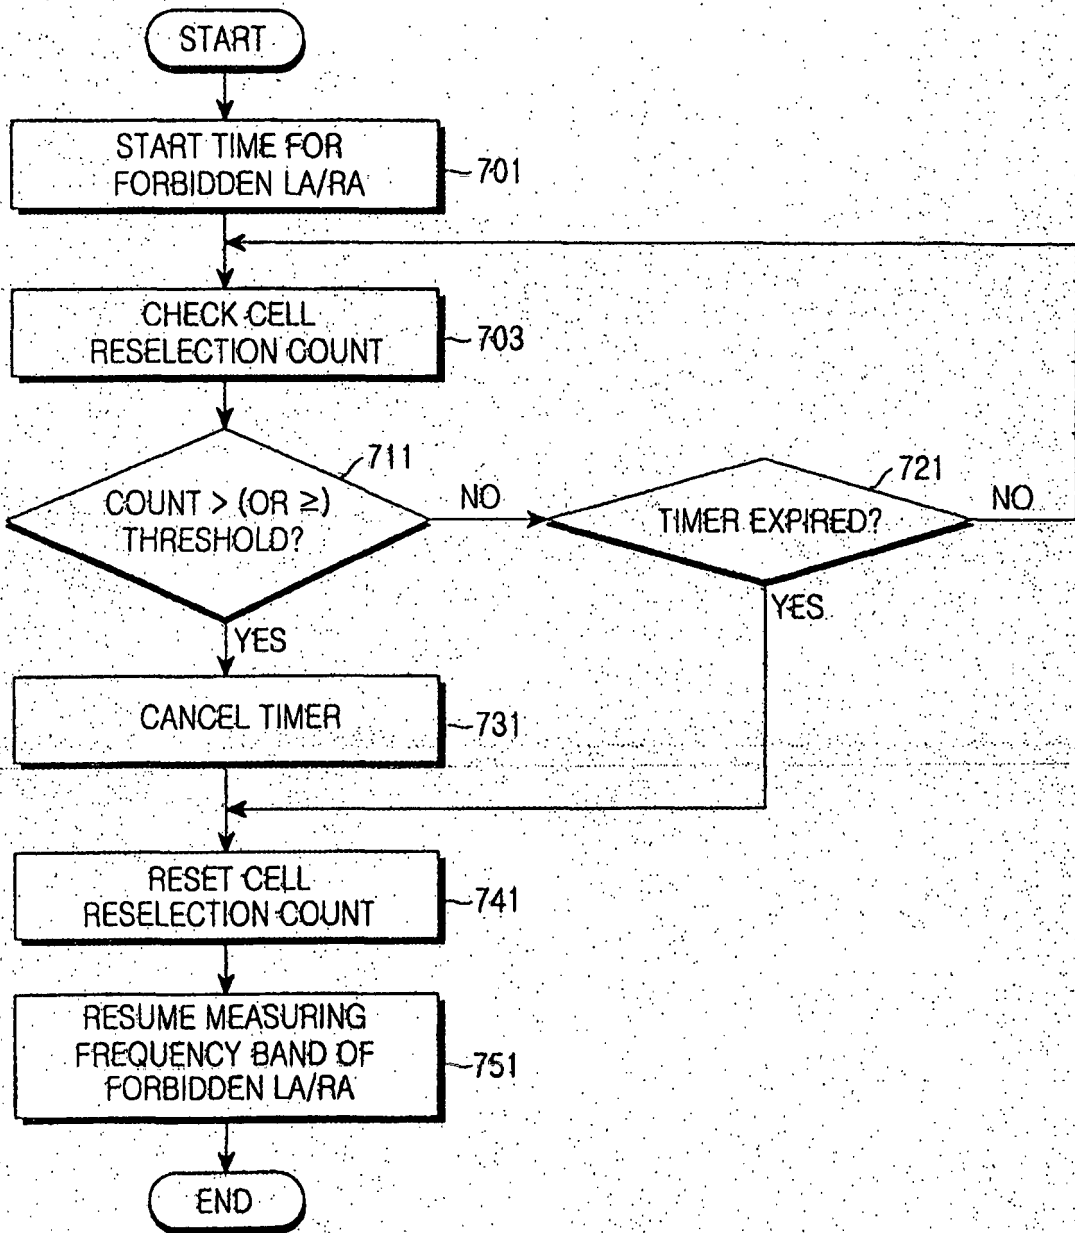 START
START TIME FOR
FORBIDDEN LA/RA
701
CHECK CELL
RESELECTION COUNT
703
COUNT > (OR ≥)
THRESHOLD?
711
NO
TIMER EXPIRED?
721
NO
YES
YES
CANCEL TIMER
731
RESET CELL
RESELECTION COUNT
741
RESUME MEASURING
FREQUENCY BAND OF
FORBIDDEN LA/RA
751
END